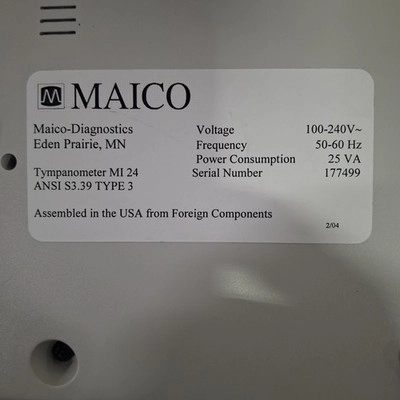 MAICO
Maico-Diagnostics Voltage 100-240V~
Eden Prairie, MN Frequency 50-60 Hz
Power Consumption 25 VA
Tympanometer MI 24 Serial Number 177499
ANSI S3.39 TYPE 3
Assembled in the USA from Foreign Components
2/04